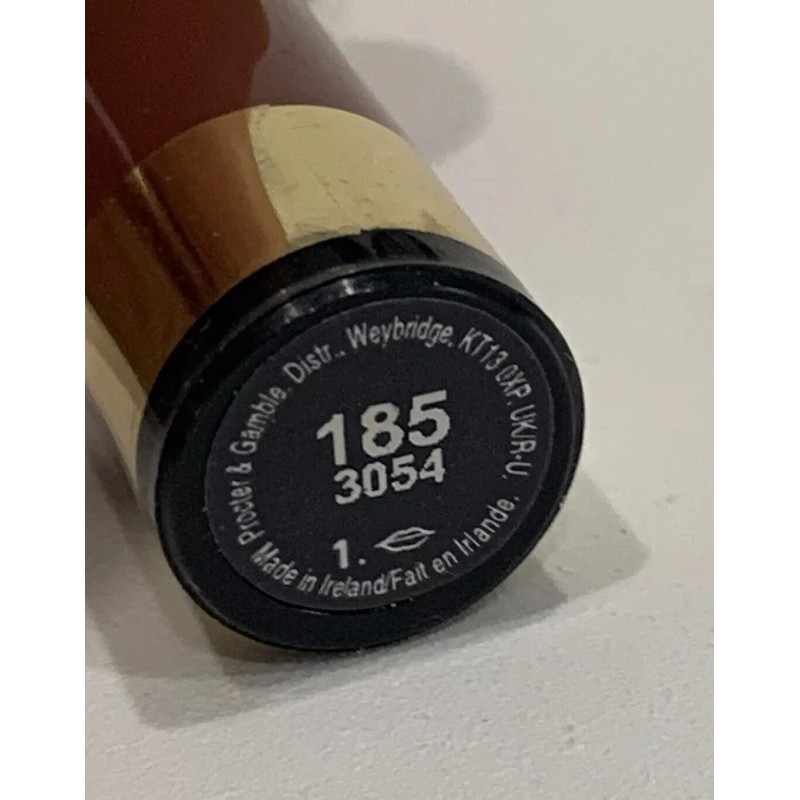 Procter & Gamble. Distr., Weybridge, KT13 0XP. UK/R-U.
185
3054
1.
Made in Ireland/Fait en Irlande.